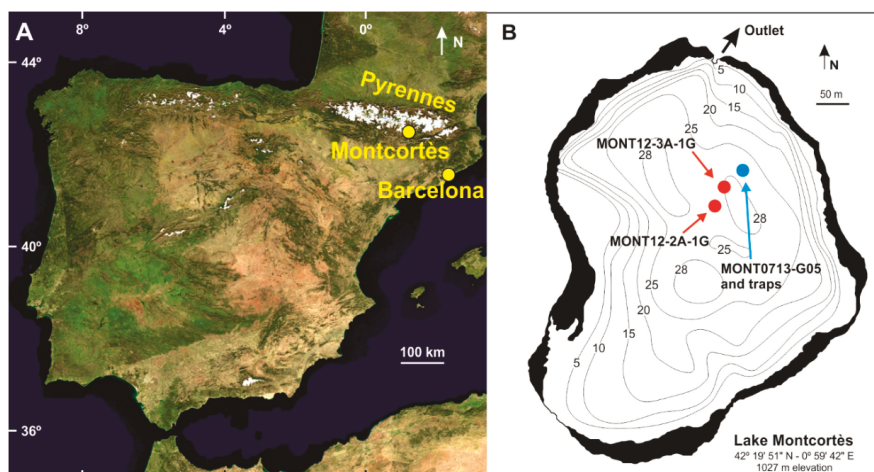 A
8º
4º
0º
N
44º
Pyrennes
Montcortès
Barcelona
40º
100 km
36º
B
Outlet
N
50 m
5
10
15
20
25
28
MONT12-3A-1G
28
MONT12-2A-1G
25
MONT0713-G05
and traps
28
25
20
15
10
5
Lake Montcortès
42º 19' 51" N - 0º 59' 42" E
1027 m elevation